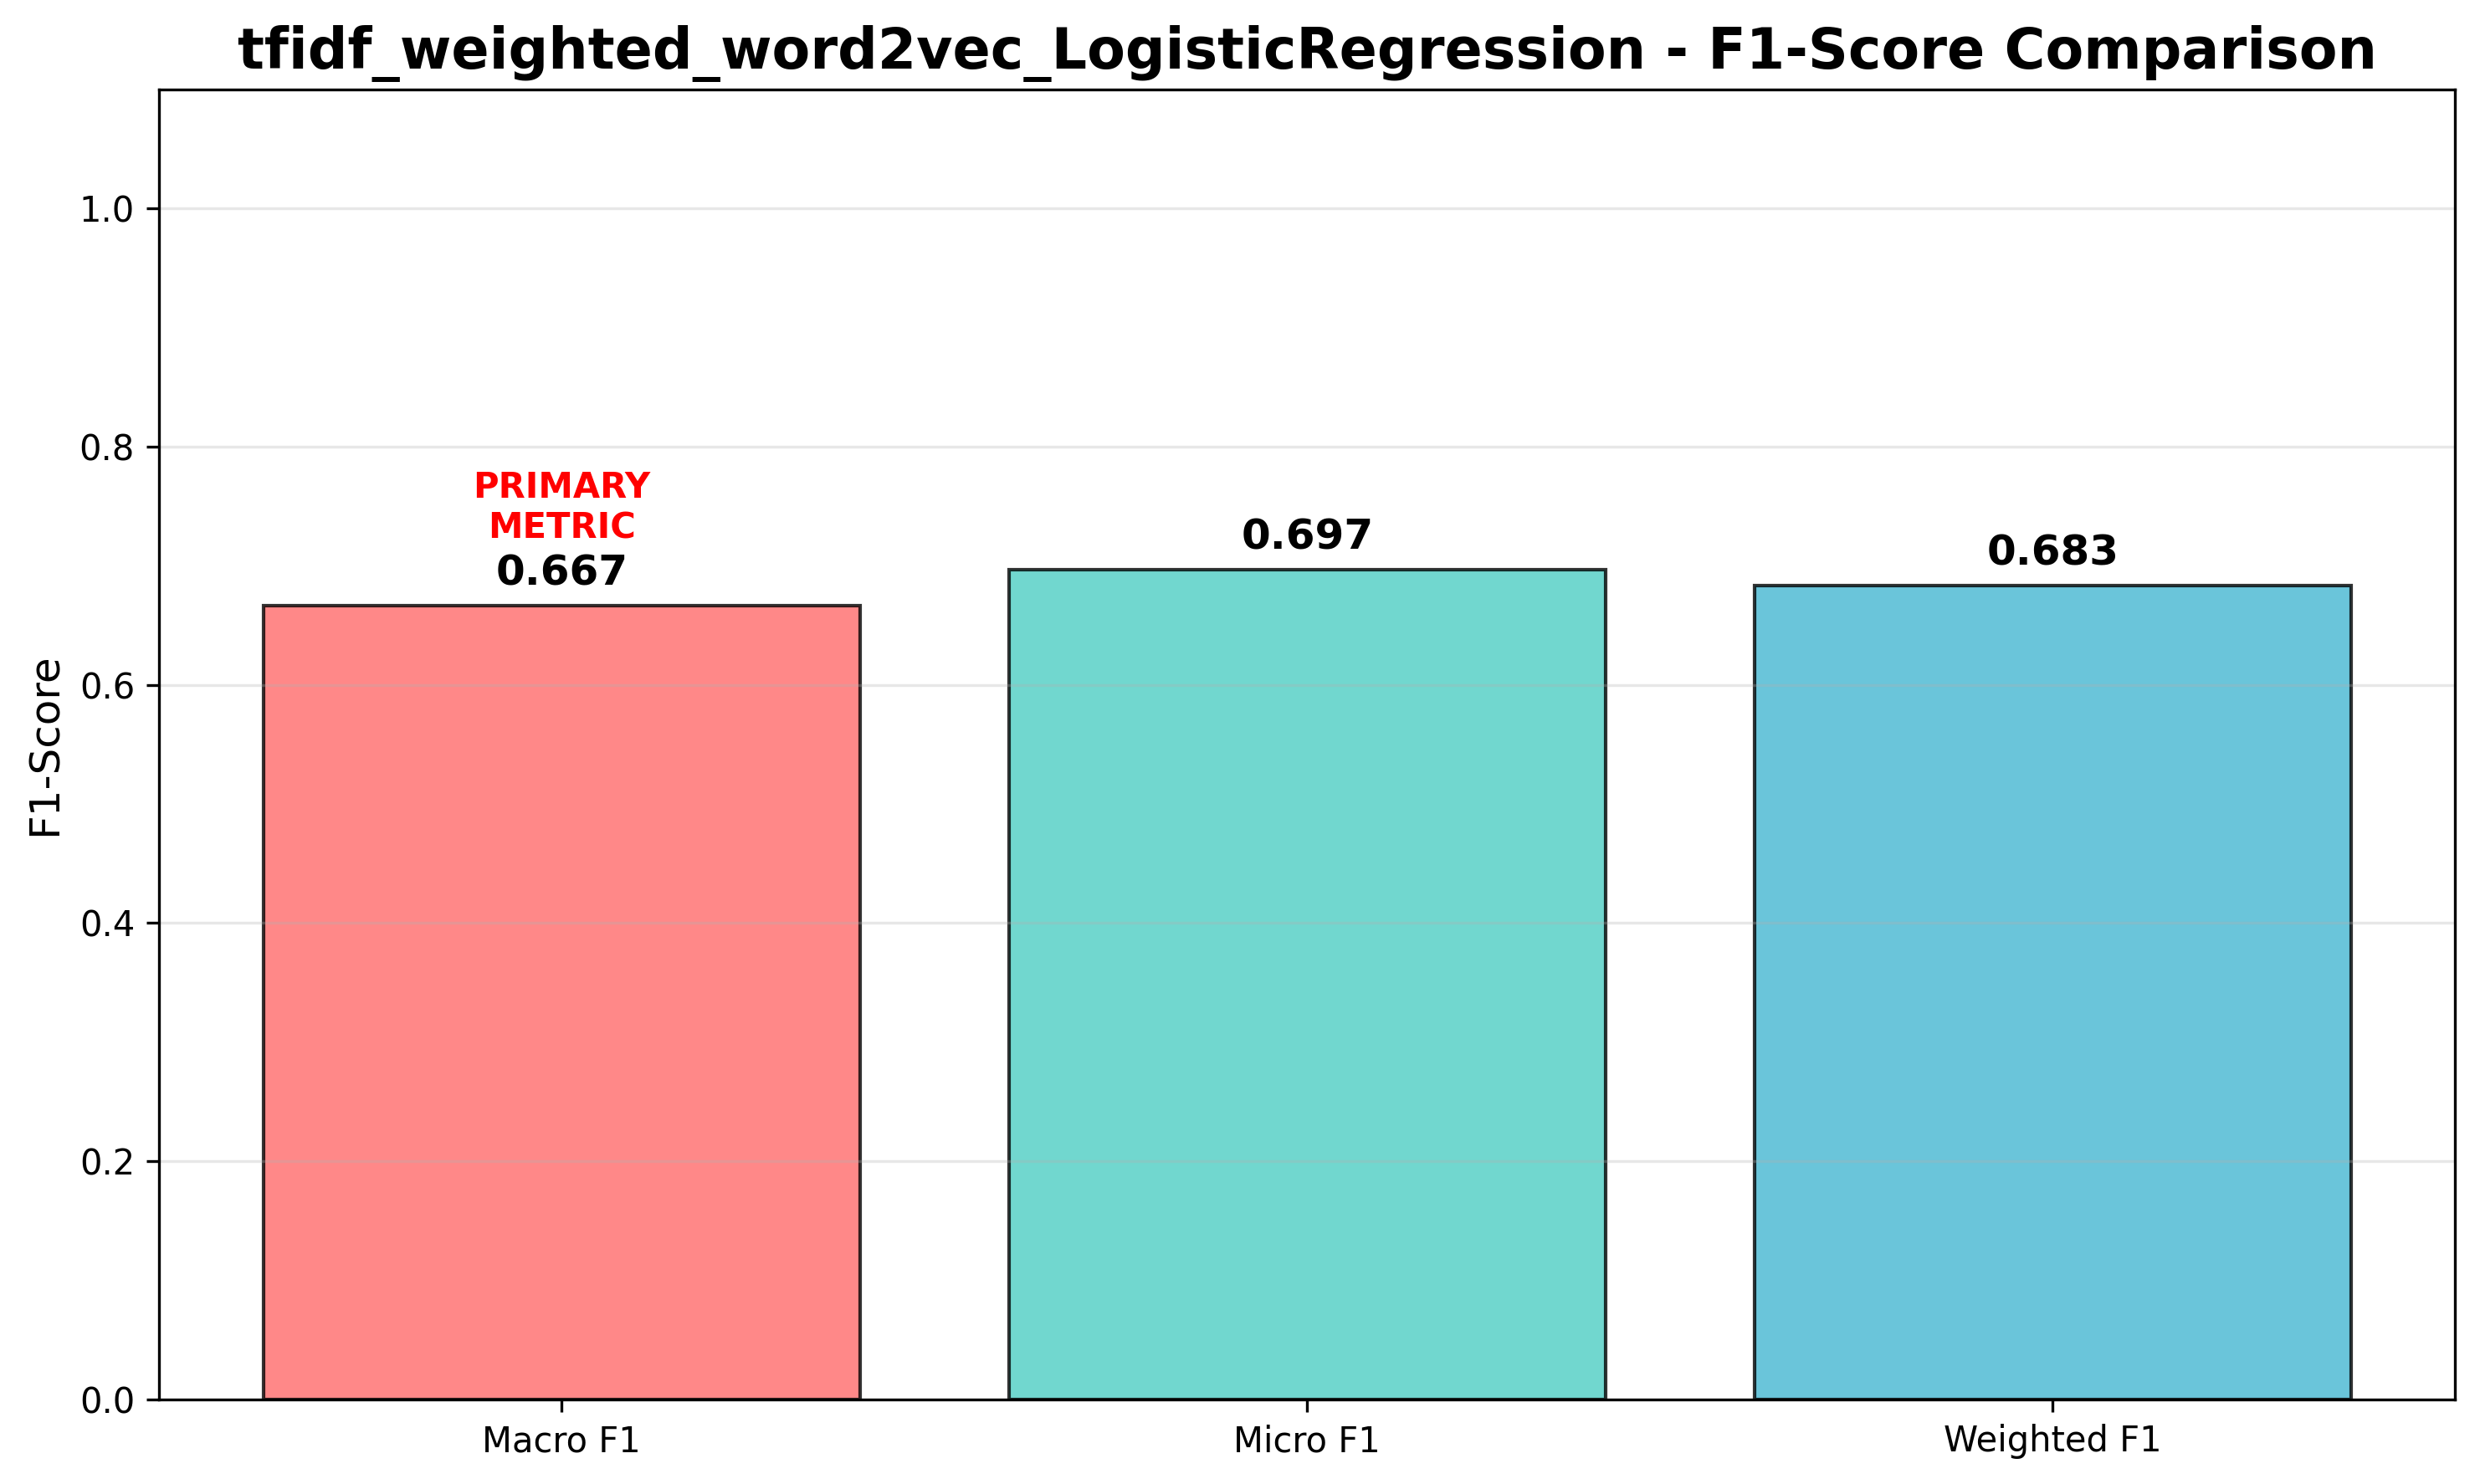 tfidf_weighted_word2vec_LogisticRegression - F1-Score Comparison
F1-Score
1.0
0.8
0.6
0.4
0.2
0.0
PRIMARY
METRIC
0.667
0.697
0.683
Macro F1
Micro F1
Weighted F1